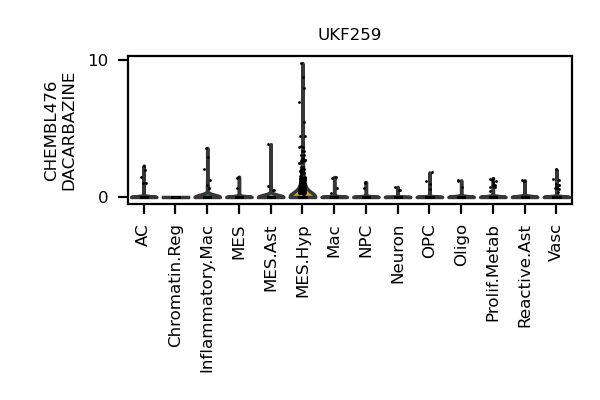 UKF259
CHEMBL476
DACARBAZINE
10
0
AC
Chromatin.Reg
Inflammatory.Mac
MES
MES.Ast
MES.Hyp
Mac
NPC
Neuron
OPC
Oligo
Prolif.Metab
Reactive.Ast
Vasc